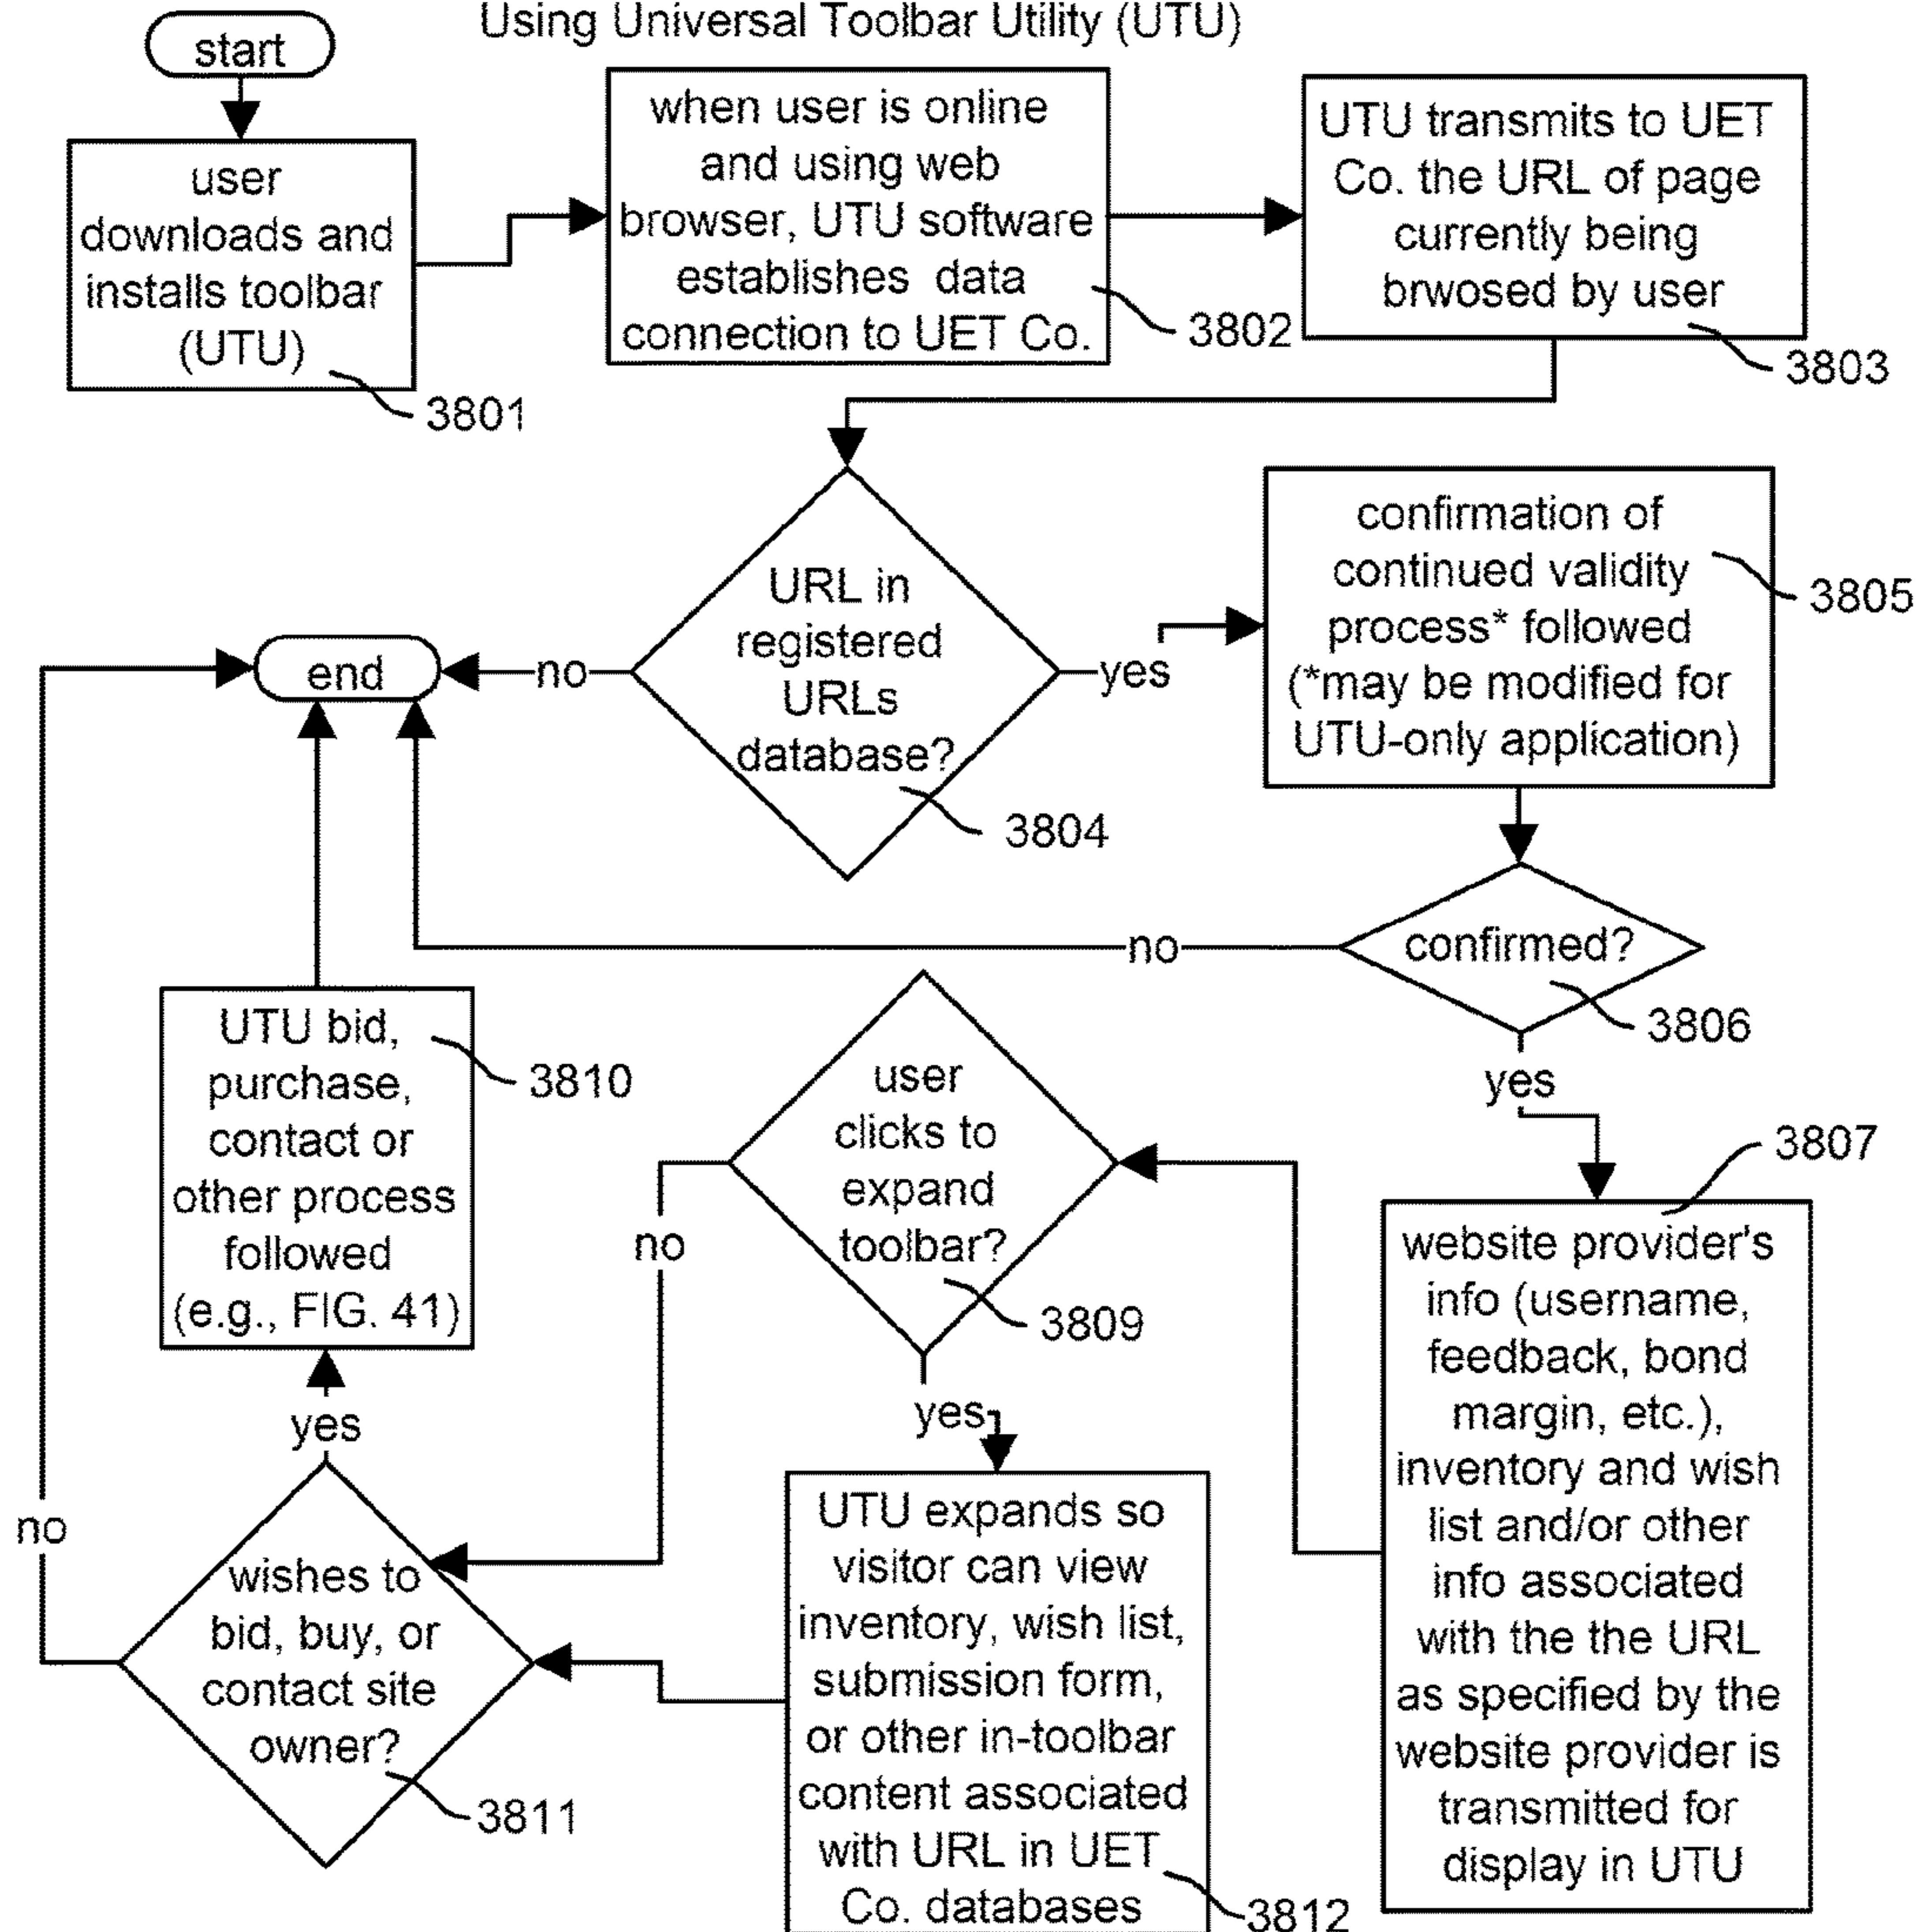 Using Universal Toolbar Utility (UTU)
start
user
downloads and
installs toolbar
(UTU)
3801
when user is online
and using web
browser, UTU software
establishes data
connection to UET Co.
3802
UTU transmits to UET
Co. the URL of page
currently being
brwosed by user
3803
URL in
registered
URLs
database?
3804
no
end
yes
confirmation of
continued validity
process* followed
(*may be modified for
UTU-only application)
3805
confirmed?
3806
no
yes
website provider's
info (username,
feedback, bond
margin, etc.),
inventory and wish
list and/or other
info associated
with the the URL
as specified by the
website provider is
transmitted for
display in UTU
3807
user
clicks to
expand
toolbar?
3809
no
yes
UTU expands so
visitor can view
inventory, wish list,
submission form,
or other in-toolbar
content associated
with URL in UET
Co. databases
3812
wishes to
bid, buy, or
contact site
owner?
3811
no
yes
UTU bid,
purchase,
contact or
other process
followed
(e.g., FIG. 41)
3810